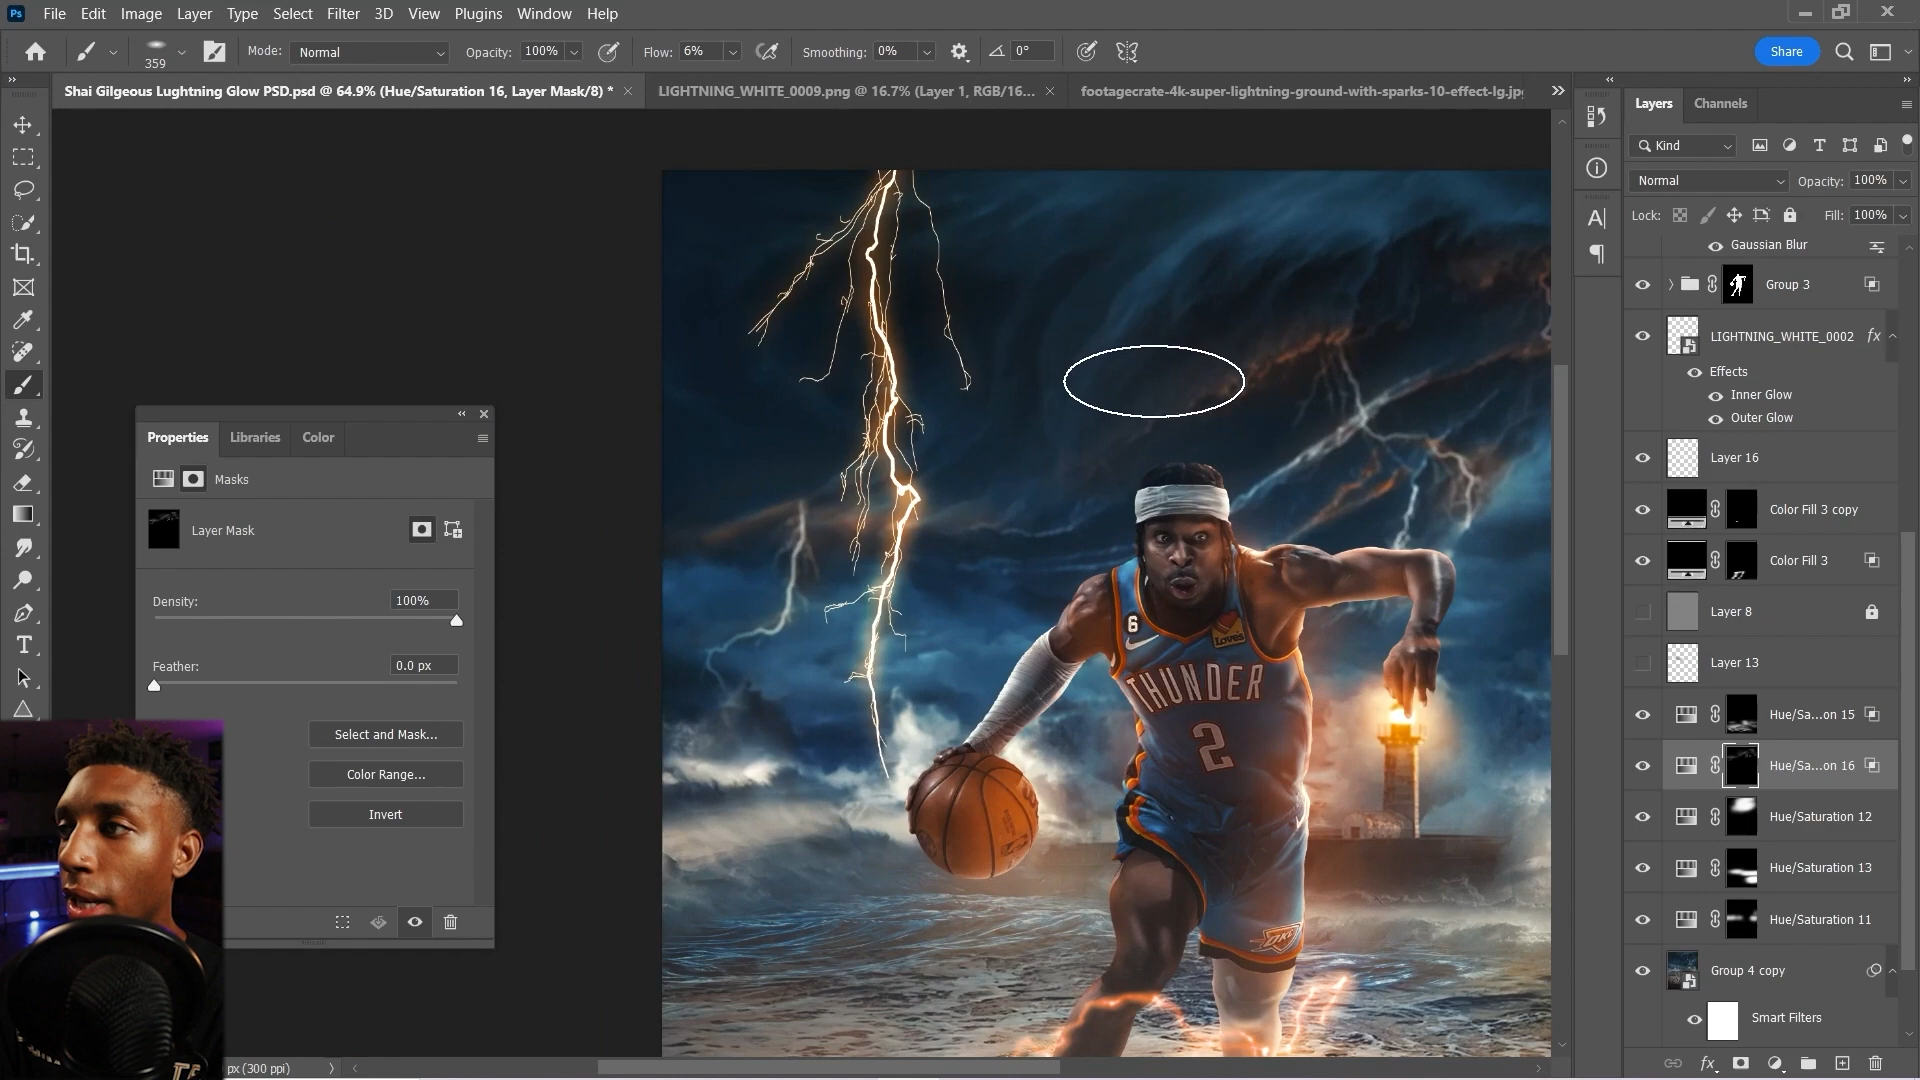 Ps File Edit Image Layer Type Select Filter 3D View Plugins Window Help
359 Mode: Normal Opacity: 100% Flow: 6% Smoothing: 0% 0° Share
Shai Gilgeous Lughtning Glow PSD.psd @ 64.9% (Hue/Saturation 16, Layer Mask/8) *
LIGHTNING_WHITE_0009.png @ 16.7% (Layer 1, RGB/16...
footagecrate-4k-super-lightning-ground-with-sparks-10-effect-lg.jpg
Layers Channels
Kind
Normal Opacity: 100%
Lock: Fill: 100%
Gaussian Blur
Group 3
LIGHTNING_WHITE_0002 fx
Effects
Inner Glow
Outer Glow
Layer 16
Color Fill 3 copy
Color Fill 3
Layer 8
Layer 13
Hue/Sa...on 15
Hue/Sa...on 16
Hue/Saturation 12
Hue/Saturation 13
Hue/Saturation 11
Group 4 copy
Smart Filters
fx
Properties Libraries Color
Masks
Layer Mask
Density: 100%
Feather: 0.0 px
Select and Mask...
Color Range...
Invert
px (300 ppi)
6
Love's
THUNDER
2
OKC